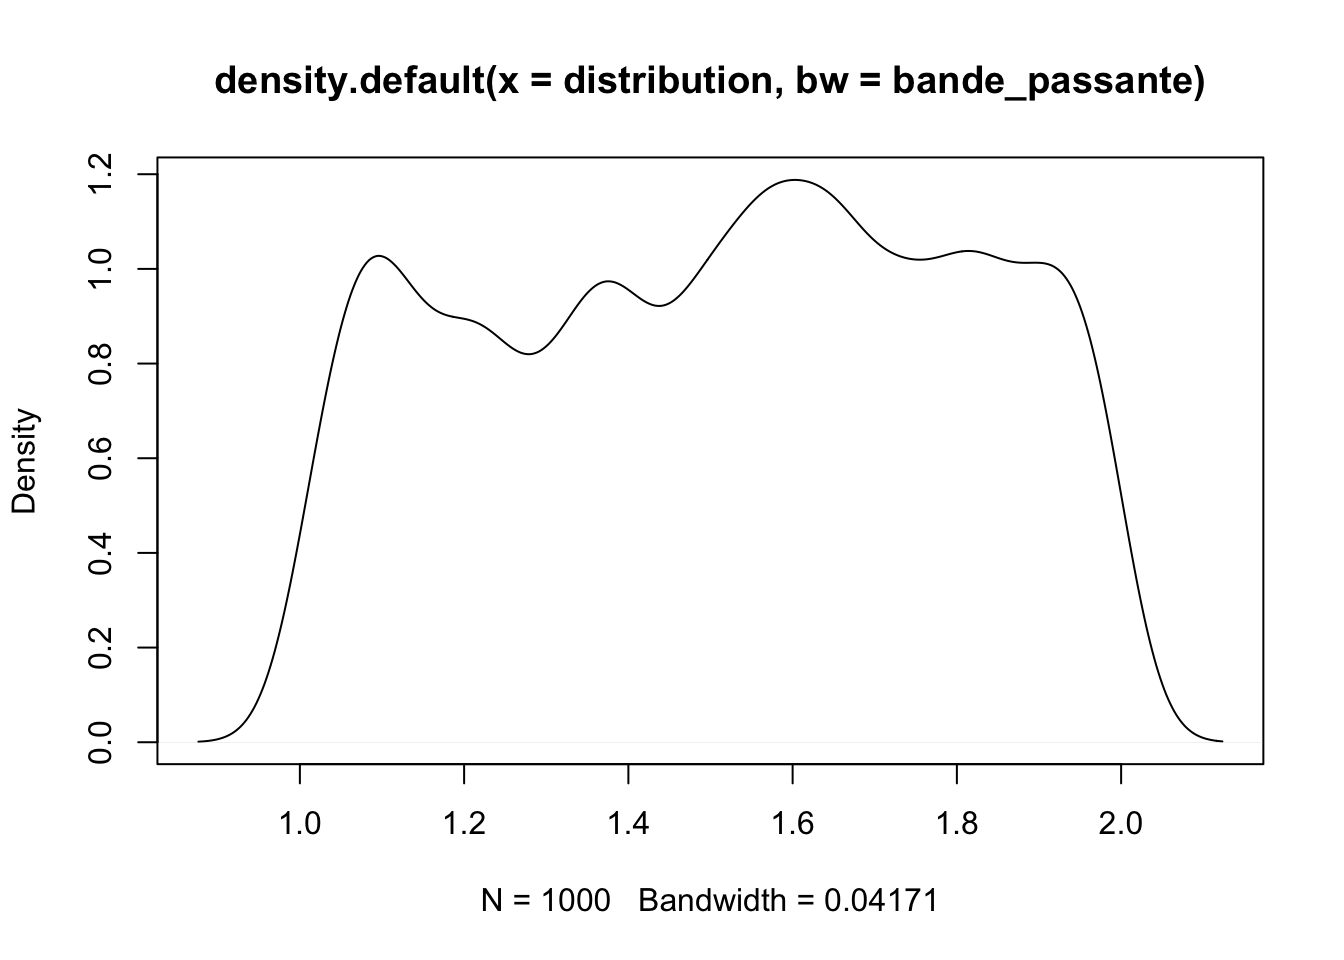 density.default(x = distribution, bw = bande_passante)
1.2
1.0
0.8
0.6
0.4
0.2
0.0
Density
1.0 1.2 1.4 1.6 1.8 2.0
N = 1000 Bandwidth = 0.04171